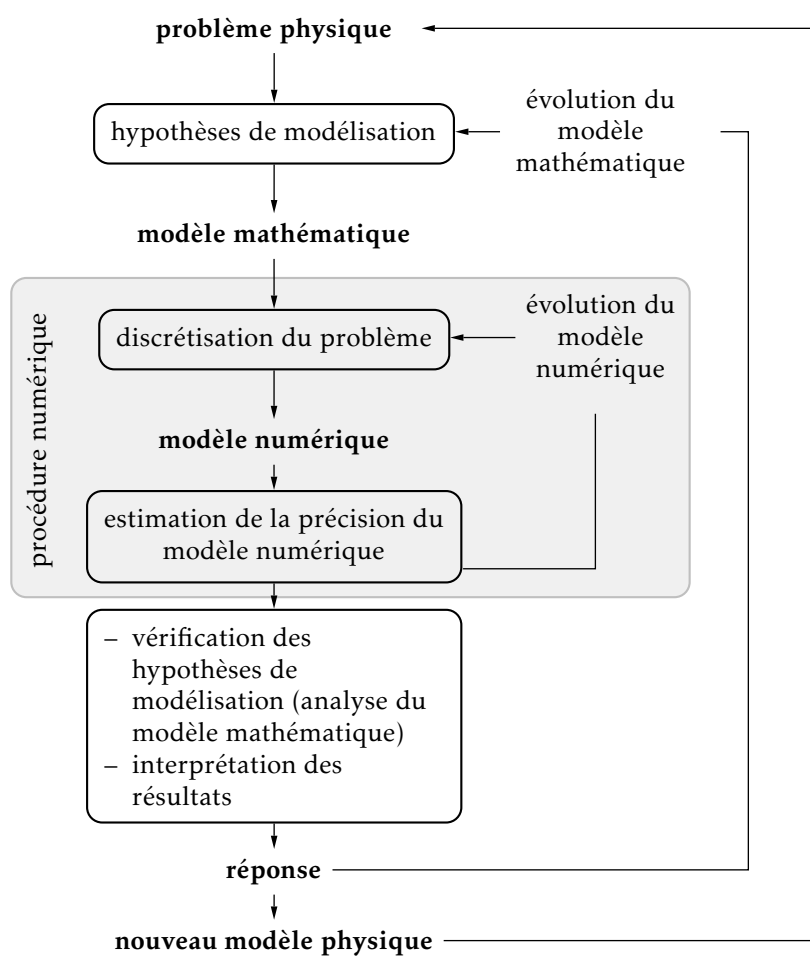 problème physique
hypothèses de modélisation
évolution du
modèle
mathématique
modèle mathématique
procédure numérique
discrétisation du problème
évolution du
modèle
numérique
modèle numérique
estimation de la précision du
modèle numérique
– vérification des
hypothèses de
modélisation (analyse du
modèle mathématique)
– interprétation des
résultats
réponse
nouveau modèle physique